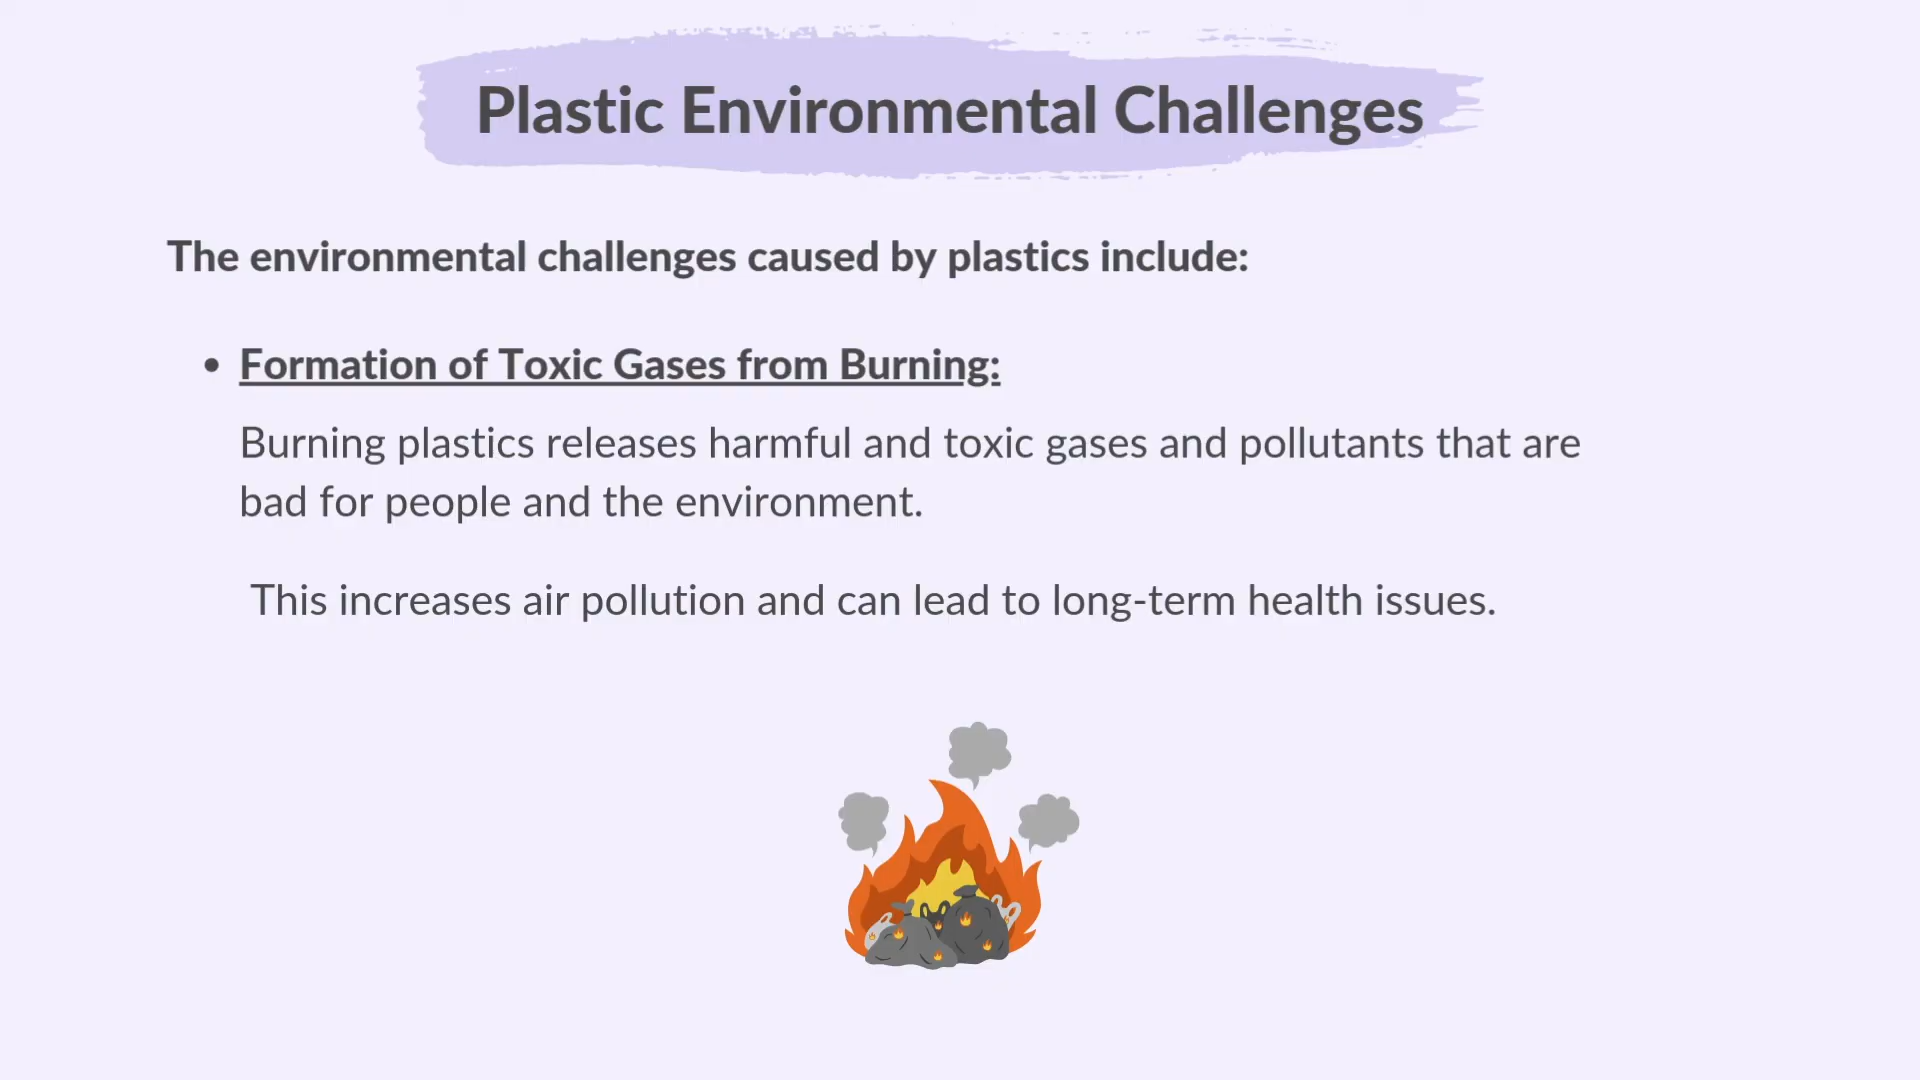 Plastic Environmental Challenges
The environmental challenges caused by plastics include:
• Formation of Toxic Gases from Burning:
Burning plastics releases harmful and toxic gases and pollutants that are
bad for people and the environment.
This increases air pollution and can lead to long-term health issues.